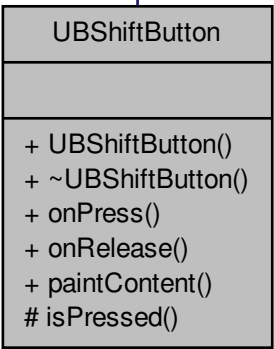 UBShiftButton
+ UBShiftButton()
+ ~UBShiftButton()
+ onPress()
+ onRelease()
+ paintContent()
# isPressed()